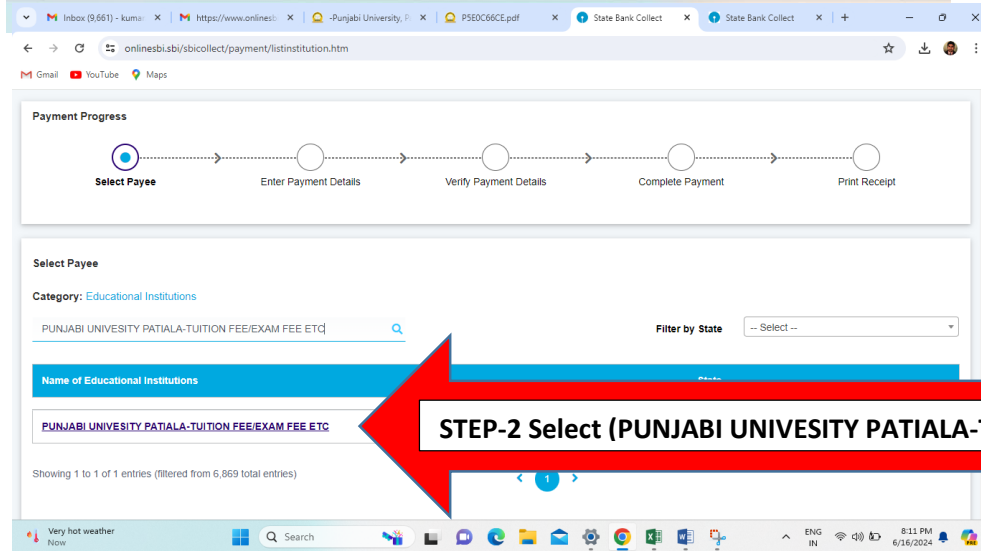 Inbox (9,661) - kumar
https://www.onlinesb
-Punjabi University, P
P5E0C66CE.pdf
State Bank Collect
State Bank Collect
onlinesbi.sbi/sbicollect/payment/listinstitution.htm
Gmail YouTube Maps
Payment Progress
Select Payee Enter Payment Details Verify Payment Details Complete Payment Print Receipt
Select Payee
Category: Educational Institutions
PUNJABI UNIVESITY PATIALA-TUITION FEE/EXAM FEE ETC Filter by State -- Select --
Name of Educational Institutions State
PUNJABI UNIVESITY PATIALA-TUITION FEE/EXAM FEE ETC
STEP-2 Select (PUNJABI UNIVESITY PATIALA-T
Showing 1 to 1 of 1 entries (filtered from 6,869 total entries) < 1 >
Very hot weather
Now
Search
ENG
IN
8:11 PM
6/16/2024